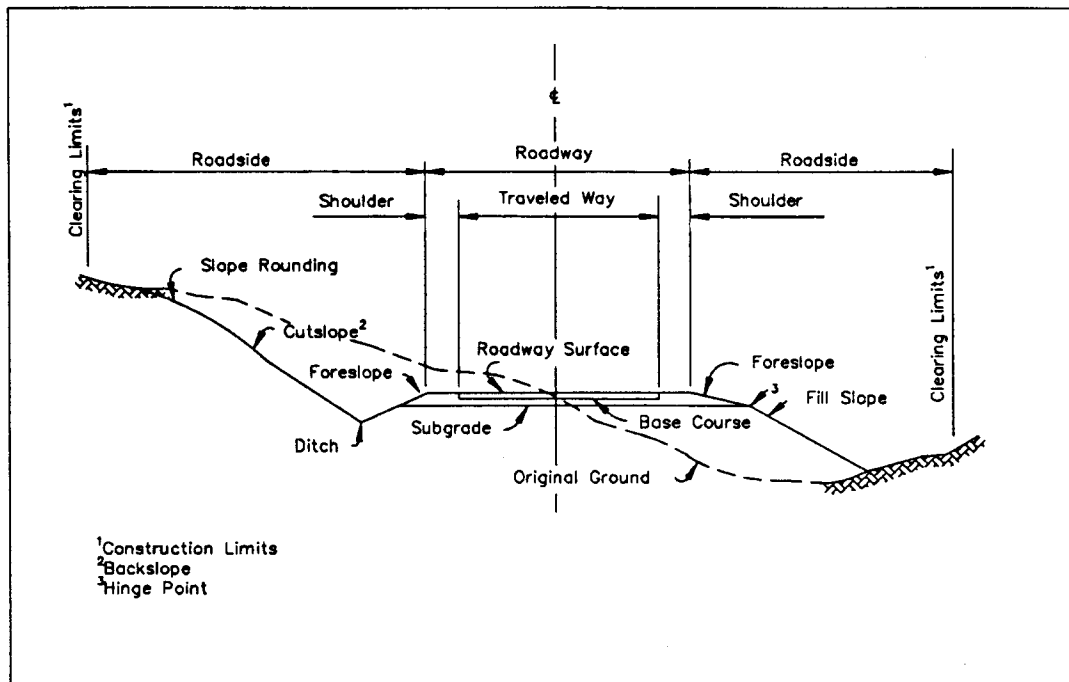 ℄
Clearing Limits¹
Roadside
Roadway
Roadside
Shoulder
Traveled Way
Shoulder
Slope Rounding
Clearing Limits¹
Cutslope²
Roadway Surface
Foreslope
Foreslope
3
Fill Slope
Subgrade
Base Course
Ditch
Original Ground
¹Construction Limits
²Backslope
³Hinge Point